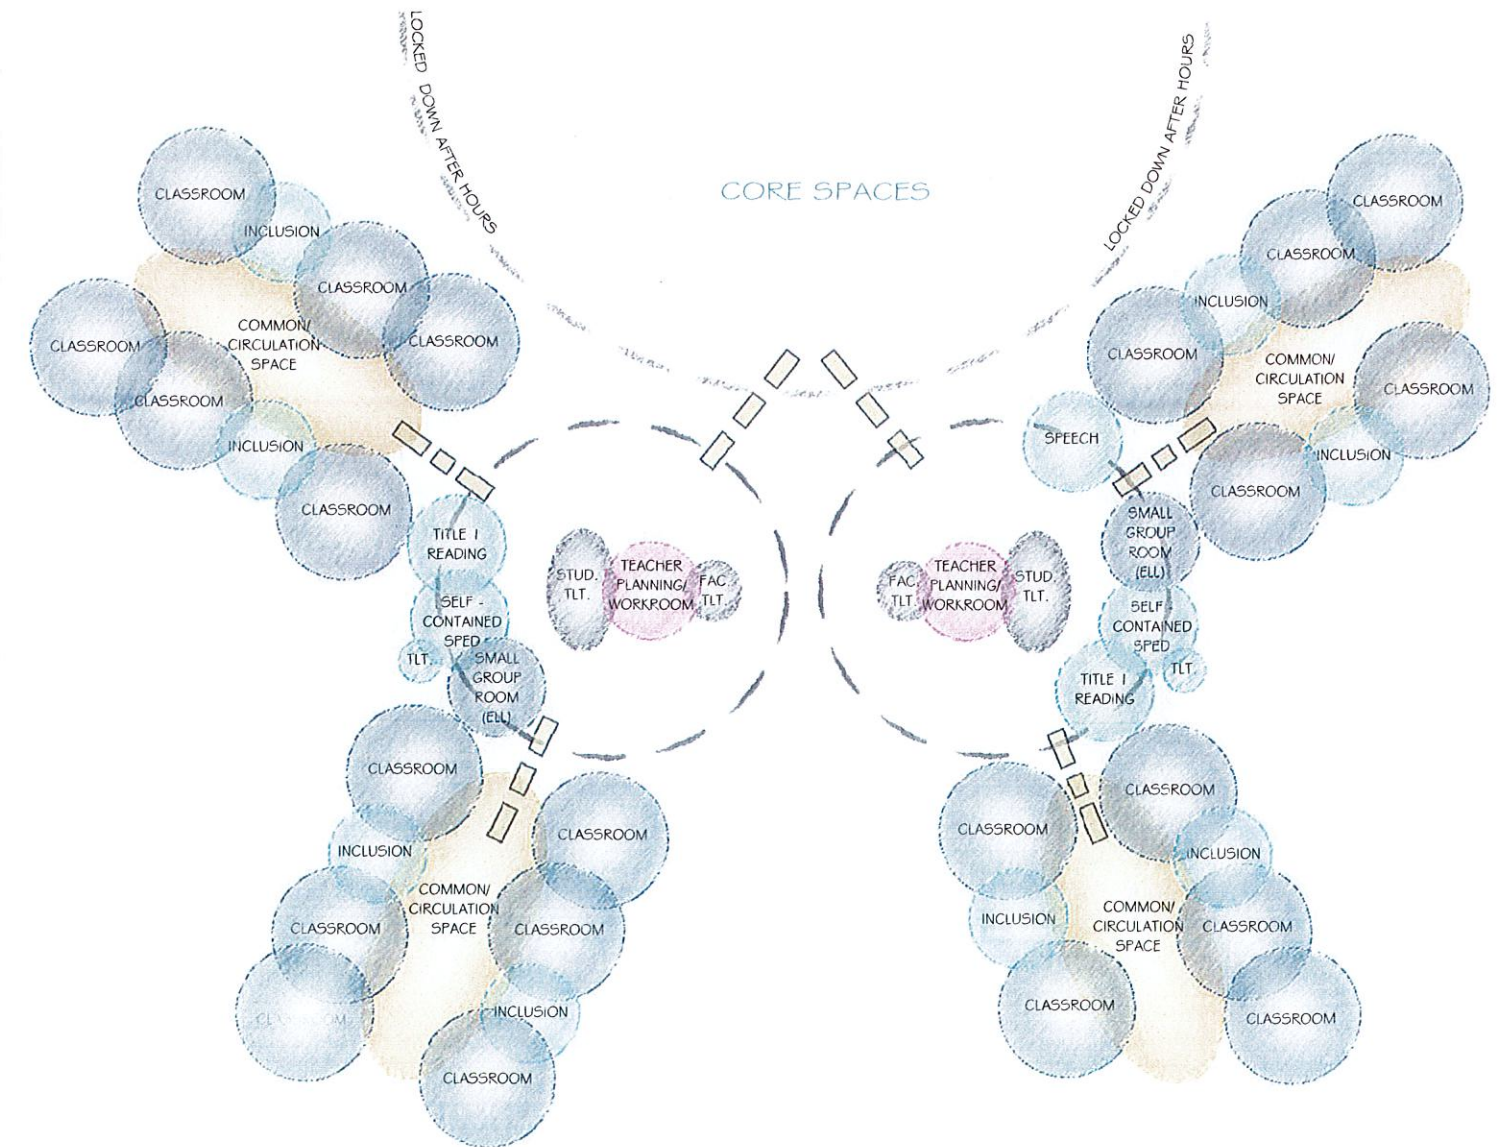 LOCKED DOWN AFTER HOURS
LOCKED DOWN AFTER HOURS
CORE SPACES
CLASSROOM
INCLUSION
CLASSROOM
CLASSROOM
CLASSROOM
CLASSROOM
INCLUSION
CLASSROOM
COMMON/
CIRCULATION
SPACE
CLASSROOM
CLASSROOM
INCLUSION
CLASSROOM
CLASSROOM
INCLUSION
CLASSROOM
COMMON/
CIRCULATION
SPACE
SPEECH
TITLE I
READING
SELF-
CONTAINED
SPED
TLT.
SMALL
GROUP
ROOM
(ELL)
STUD.
TLT.
TEACHER
PLANNING/
WORKROOM
FAC.
TLT.
FAC.
TLT.
TEACHER
PLANNING/
WORKROOM
STUD.
TLT.
SMALL
GROUP
ROOM
(ELL)
SELF-
CONTAINED
SPED
TLT.
TITLE I
READING
CLASSROOM
INCLUSION
CLASSROOM
CLASSROOM
COMMON/
CIRCULATION
SPACE
CLASSROOM
CLASSROOM
INCLUSION
CLASSROOM
CLASSROOM
INCLUSION
CLASSROOM
COMMON/
CIRCULATION
SPACE
CLASSROOM
INCLUSION
CLASSROOM
CLASSROOM